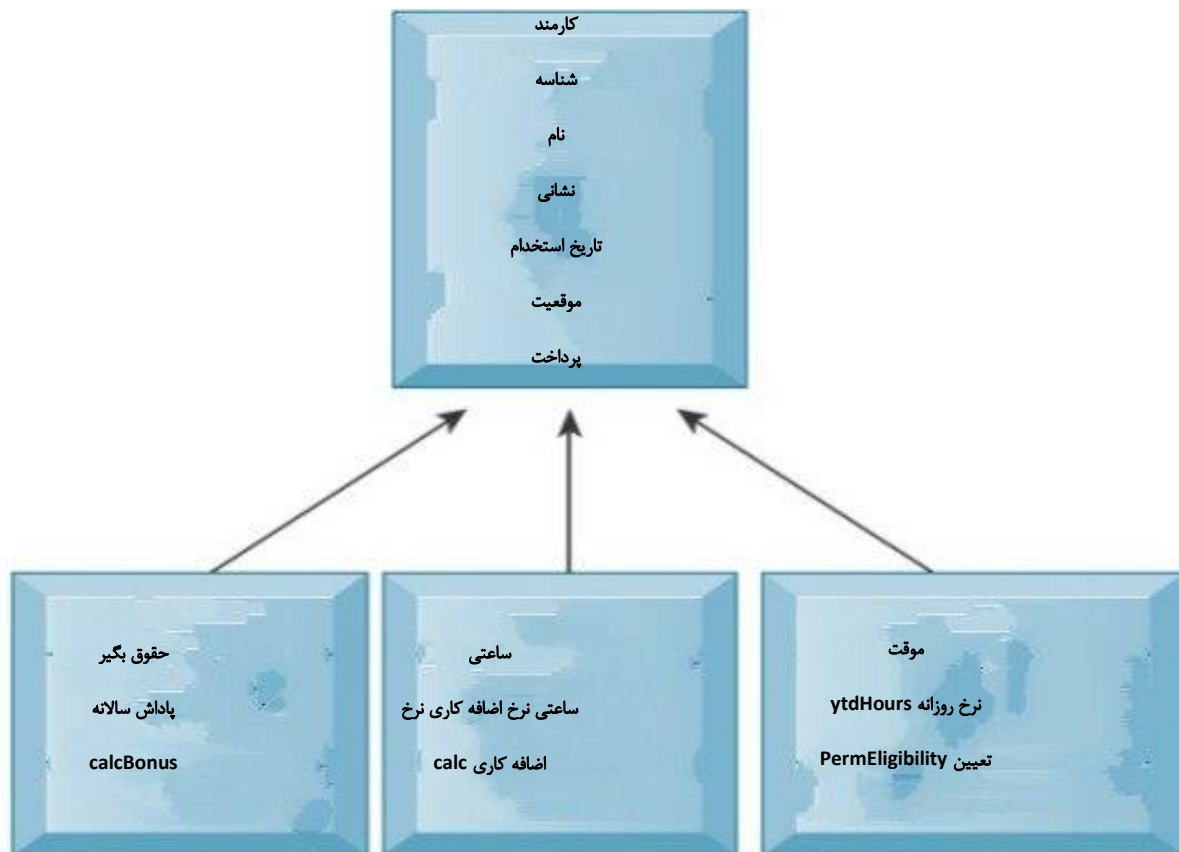 کارمند
شناسه
نام
نشانی
تاریخ استخدام
موقعیت
پرداخت
حقوق بگیر
پاداش سالانه
calcBonus
ساعتی
ساعتی نرخ اضافه کاری نرخ
اضافه کاری calc
موقت
نرخ روزانه ytdHours
تعیین PermEligibility